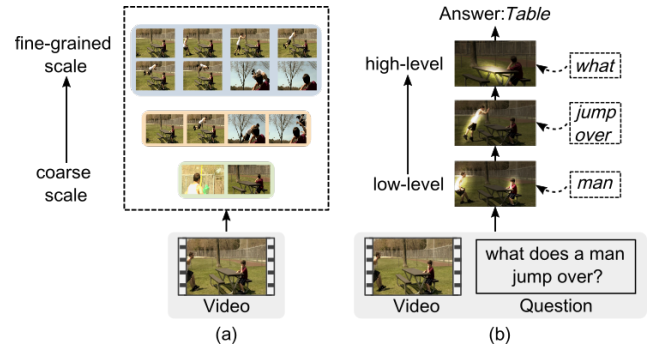 fine-grained
scale
coarse
scale
Video
(a)
Answer:Table
high-level
what
jump
over
low-level
man
what does a man
jump over?
Video
Question
(b)